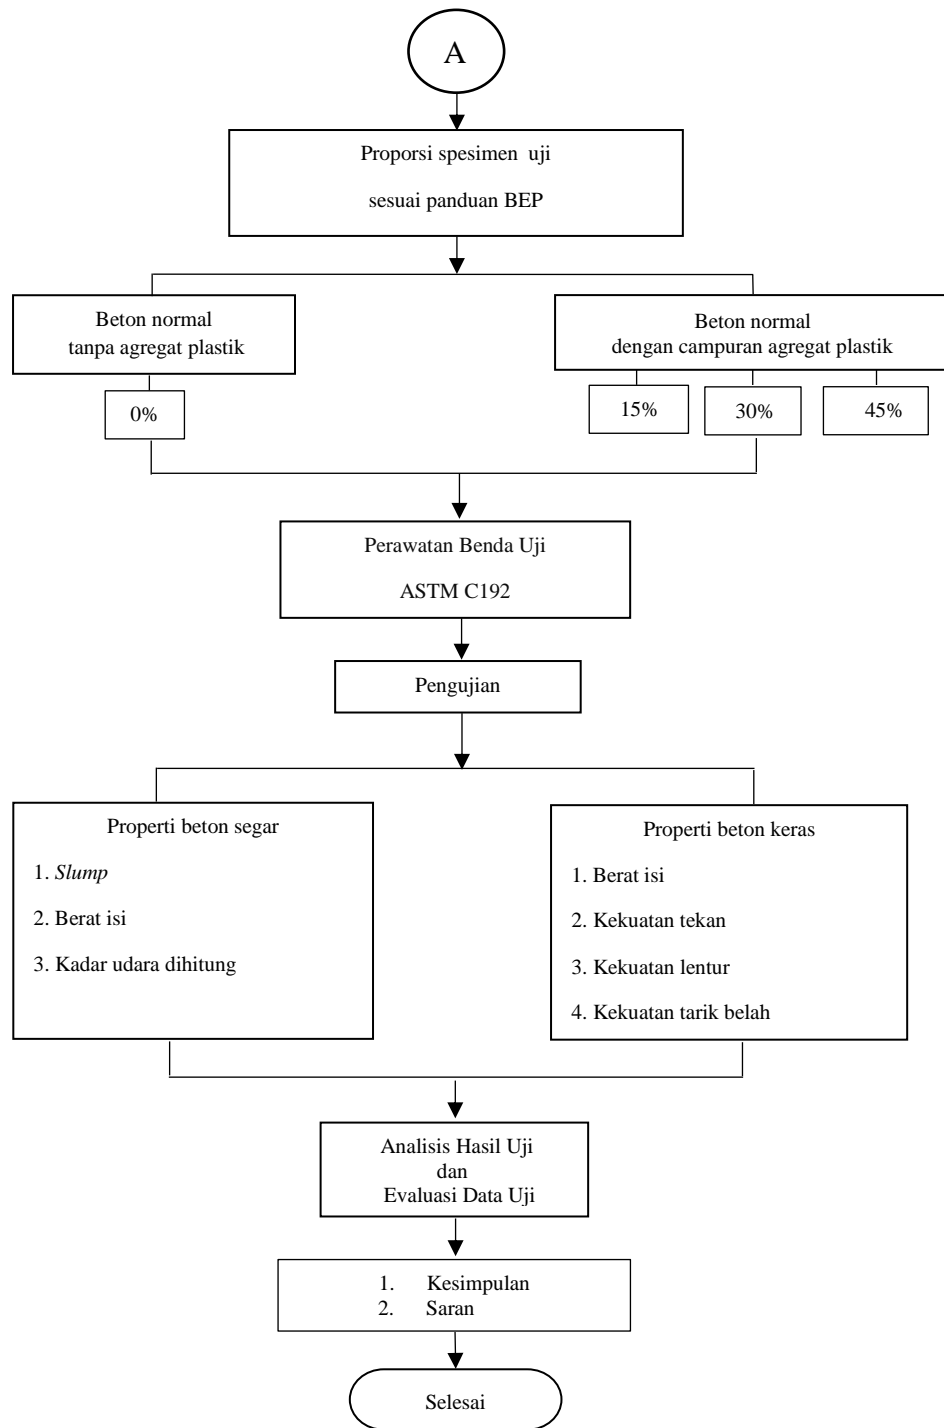 A
Proporsi spesimen uji
sesuai panduan BEP
Beton normal
tanpa agregat plastik
0%
Beton normal
dengan campuran agregat plastik
15%
30%
45%
Perawatan Benda Uji
ASTM C192
Pengujian
Properti beton segar
1. Slump
2. Berat isi
3. Kadar udara dihitung
Properti beton keras
1. Berat isi
2. Kekuatan tekan
3. Kekuatan lentur
4. Kekuatan tarik belah
Analisis Hasil Uji
dan
Evaluasi Data Uji
1. Kesimpulan
2. Saran
Selesai